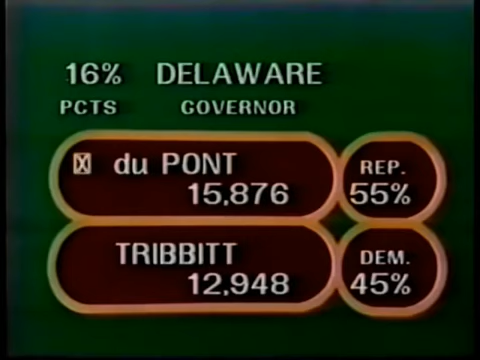 16% DELAWARE
PCTS GOVERNOR
☒ du PONT REP.
15,876 55%
TRIBBITT DEM.
12,948 45%